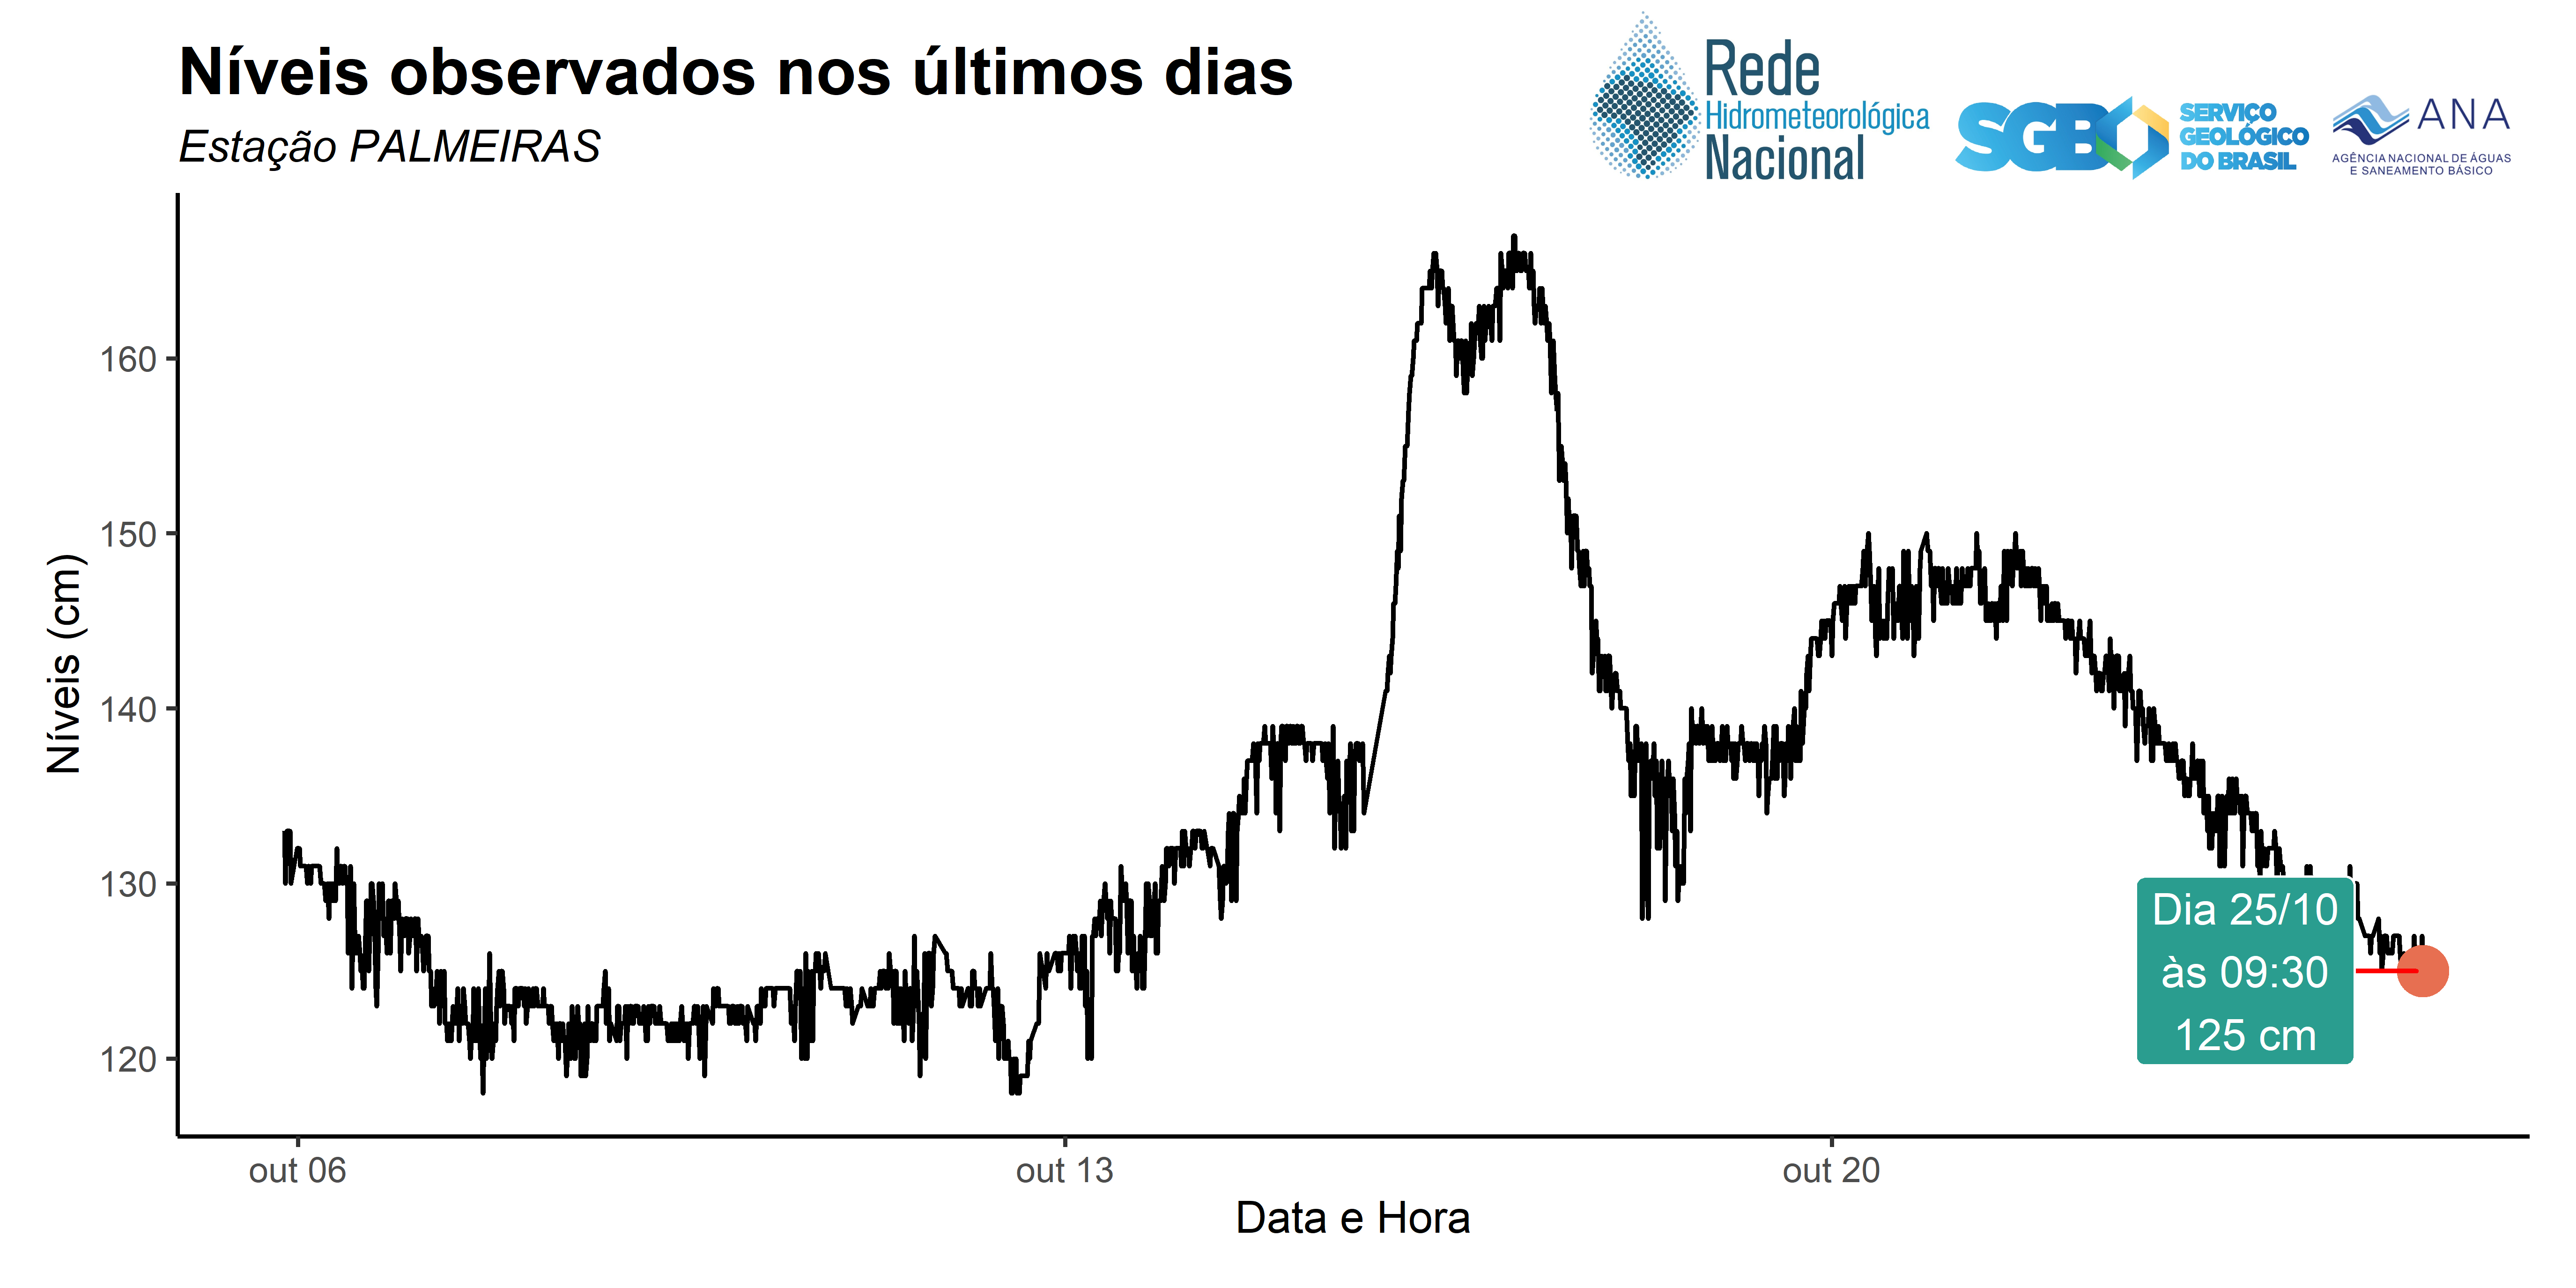 Níveis observados nos últimos dias
Estação PALMEIRAS
Rede
Hidrometeorológica
Nacional
SGB
SERVIÇO
GEOLÓGICO
DO BRASIL
ANA
AGÊNCIA NACIONAL DE ÁGUAS
E SANEAMENTO BÁSICO
Níveis (cm)
160
150
140
130
120
Dia 25/10
às 09:30
125 cm
out 06
out 13
out 20
Data e Hora